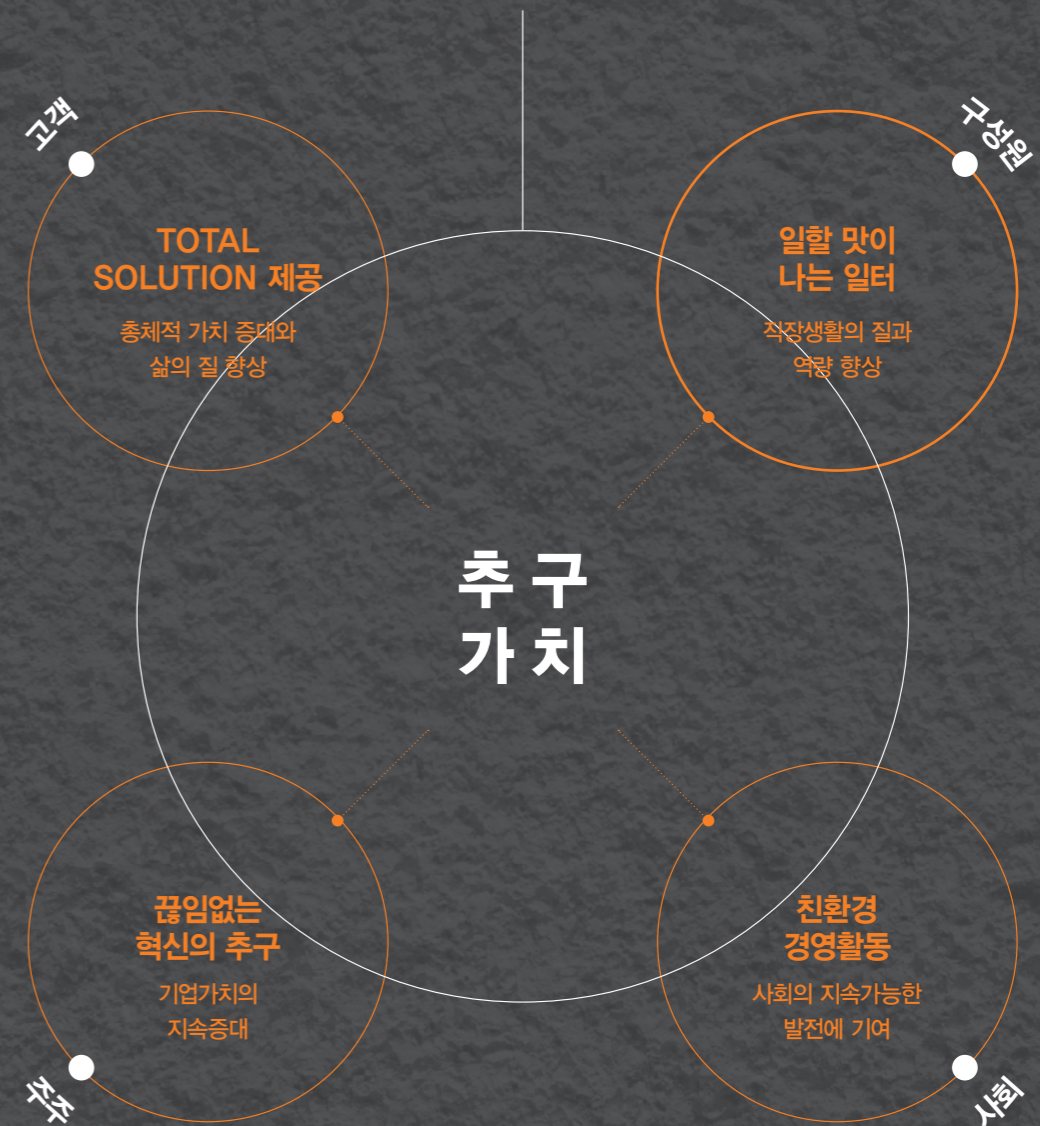 고객
TOTAL
SOLUTION 제공
총체적 가치 증대와
삶의 질 향상
구성원
일할 맛이
나는 일터
직장생활의 질과
역량 향상
추구
가치
끊임없는
혁신의 추구
기업가치의
지속증대
주주
친환경
경영활동
사회의 지속가능한
발전에 기여
사회